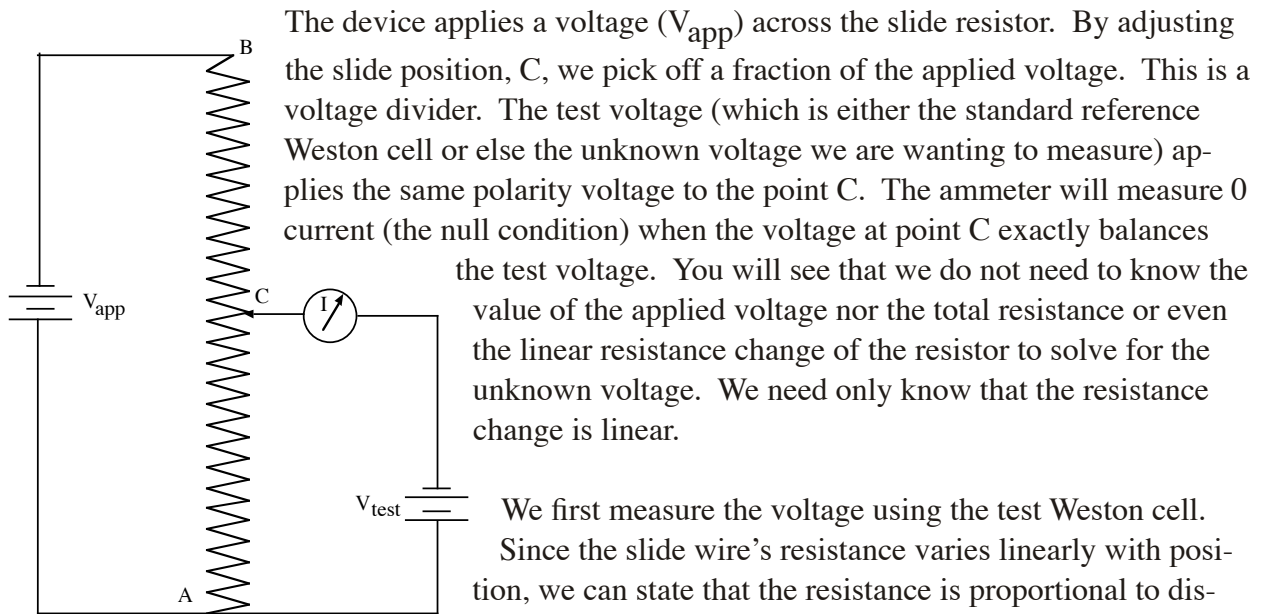 The device applies a voltage (Vapp) across the slide resistor. By adjusting
the slide position, C, we pick off a fraction of the applied voltage. This is a
voltage divider. The test voltage (which is either the standard reference
Weston cell or else the unknown voltage we are wanting to measure) ap-
plies the same polarity voltage to the point C. The ammeter will measure 0
current (the null condition) when the voltage at point C exactly balances
the test voltage. You will see that we do not need to know the
value of the applied voltage nor the total resistance or even
the linear resistance change of the resistor to solve for the
unknown voltage. We need only know that the resistance
change is linear.
We first measure the voltage using the test Weston cell.
Since the slide wire's resistance varies linearly with posi-
tion, we can state that the resistance is proportional to dis-
B
C
I
Vapp
Vtest
A